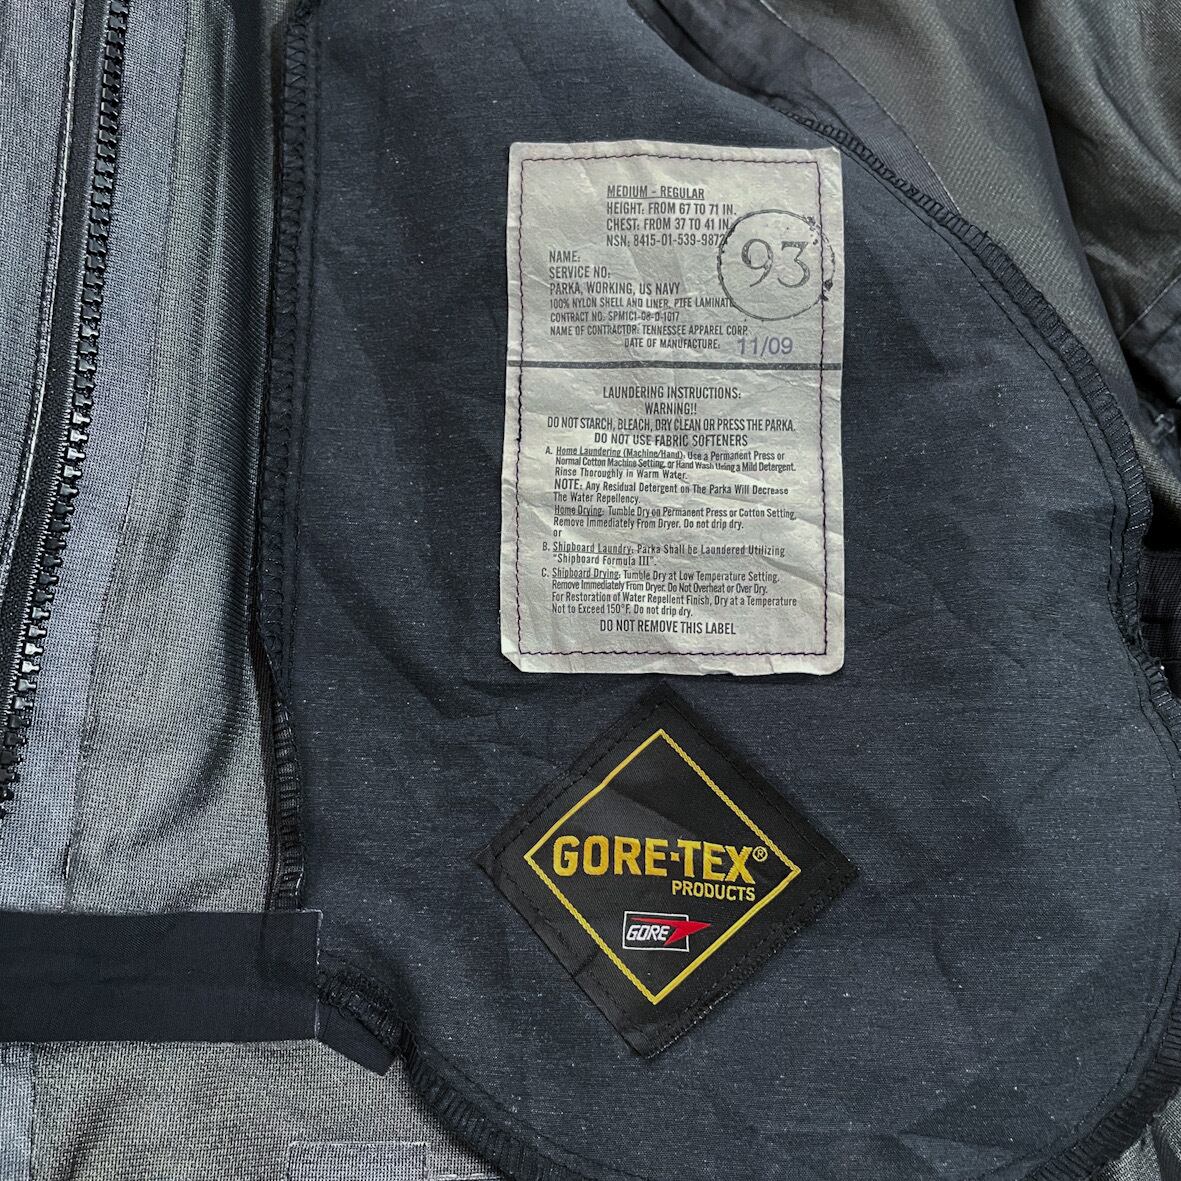 MEDIUM - REGULAR
HEIGHT: FROM 67 TO 71 IN.
CHEST: FROM 37 TO 41 IN.
NSN: 8415-01-539-9872
93
NAME:
SERVICE NO:
PARKA, WORKING, US NAVY
100% NYLON SHELL AND LINER, PTFE LAMINATE
CONTRACT NO. SPM1C1-08-D-1017
NAME OF CONTRACTOR: TENNESSEE APPAREL CORP.
DATE OF MANUFACTURE: 11/09
LAUNDERING INSTRUCTIONS:
WARNING!!
DO NOT STARCH, BLEACH, DRY CLEAN OR PRESS THE PARKA.
DO NOT USE FABRIC SOFTENERS
A. Home Laundering (Machine/Hand): Use a Permanent Press or
Normal Cotton Machine Setting, or Hand Wash Using a Mild Detergent.
Rinse Thoroughly in Warm Water.
NOTE: Any Residual Detergent on The Parka Will Decrease
The Water Repellency.
Home Drying: Tumble Dry on Permanent Press or Cotton Setting,
Remove Immediately From Dryer. Do not drip dry.
or
B. Shipboard Laundry: Parka Shall be Laundered Utilizing
"Shipboard Formula III".
C. Shipboard Drying: Tumble Dry at Low Temperature Setting.
Remove Immediately From Dryer. Do Not Overheat or Over Dry.
For Restoration of Water Repellent Finish, Dry at a Temperature
Not to Exceed 150°F. Do not drip dry.
DO NOT REMOVE THIS LABEL
GORE-TEX®
PRODUCTS
GORE